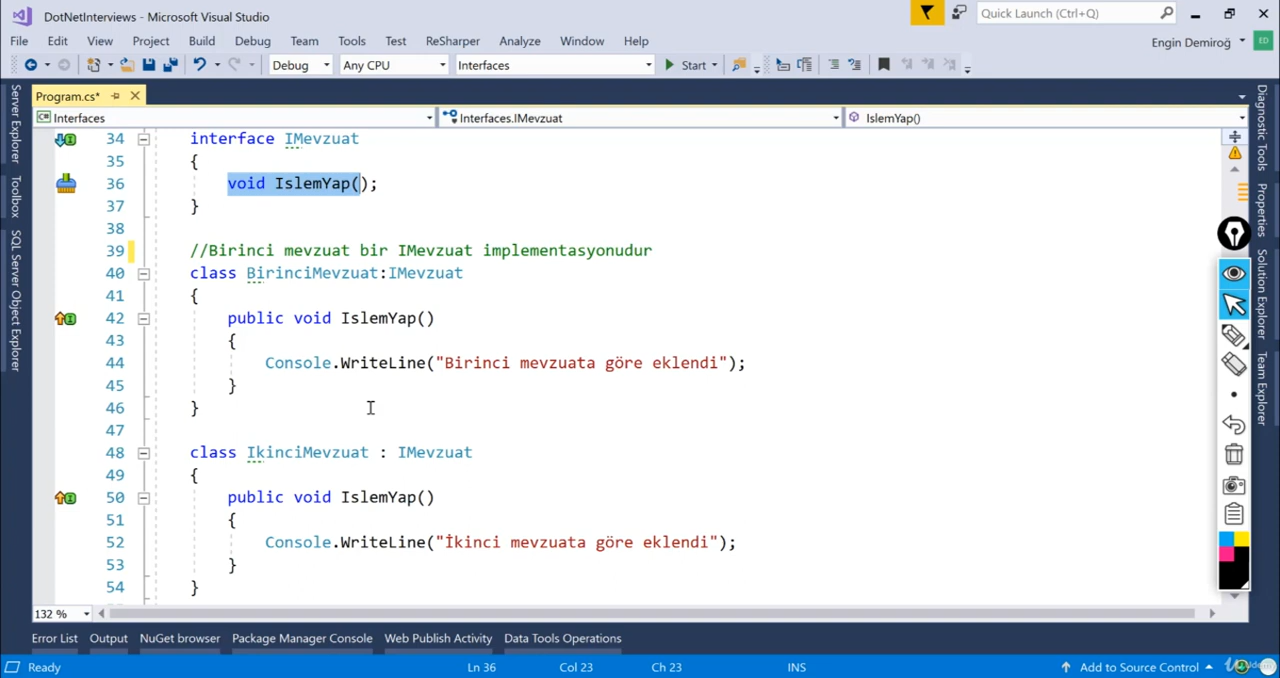 DotNetInterviews - Microsoft Visual Studio
Quick Launch (Ctrl+Q)
File Edit View Project Build Debug Team Tools Test ReSharper Analyze Window Help
Engin Demiroğ ED
Debug Any CPU Interfaces Start
Program.cs*
Interfaces Interfaces.IMevzuat IslemYap()
34 interface IMevzuat
35 {
36 void IslemYap();
37 }
38
39 //Birinci mevzuat bir IMevzuat implementasyonudur
40 class BirinciMevzuat:IMevzuat
41 {
42 public void IslemYap()
43 {
44 Console.WriteLine("Birinci mevzuata göre eklendi");
45 }
46 }
47
48 class IkinciMevzuat : IMevzuat
49 {
50 public void IslemYap()
51 {
52 Console.WriteLine("İkinci mevzuata göre eklendi");
53 }
54 }
Server Explorer
Toolbox
SQL Server Object Explorer
Diagnostic Tools
Properties
Solution Explorer
Team Explorer
132 %
Error List Output NuGet browser Package Manager Console Web Publish Activity Data Tools Operations
Ready Ln 36 Col 23 Ch 23 INS Add to Source Control